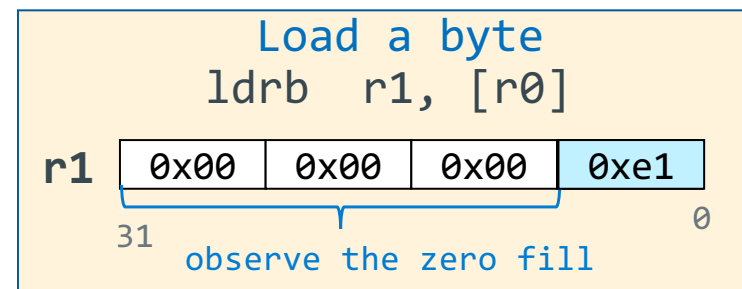 Load a byte
ldrb r1, [r0]
r1 0x00 0x00 0x00 0xe1
31 0
observe the zero fill